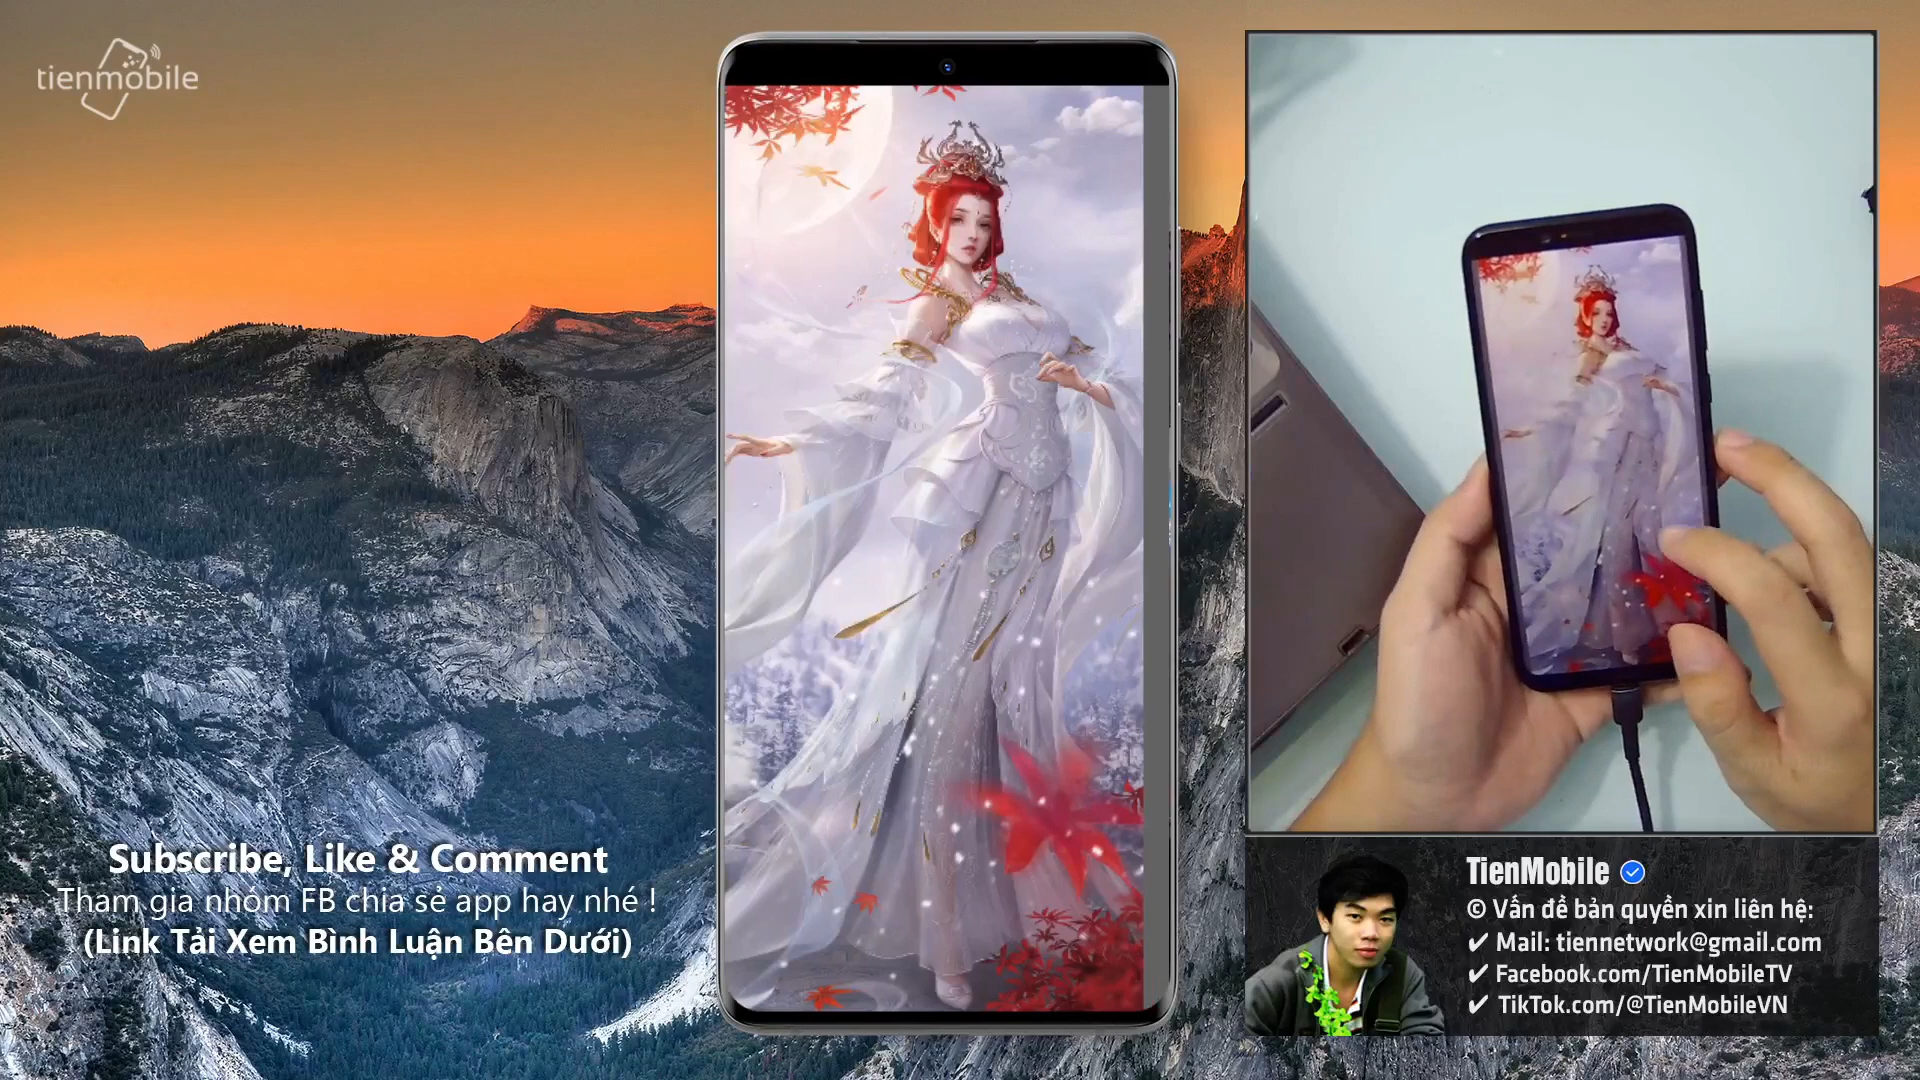 tienmobile
Subscribe, Like & Comment
Tham gia nhóm FB chia sẻ app hay nhé !
(Link Tải Xem Bình Luận Bên Dưới)
TienMobile
© Vấn đề bản quyền xin liên hệ:
✔ Mail: tiennetwork@gmail.com
✔ Facebook.com/TienMobileTV
✔ TikTok.com/@TienMobileVN